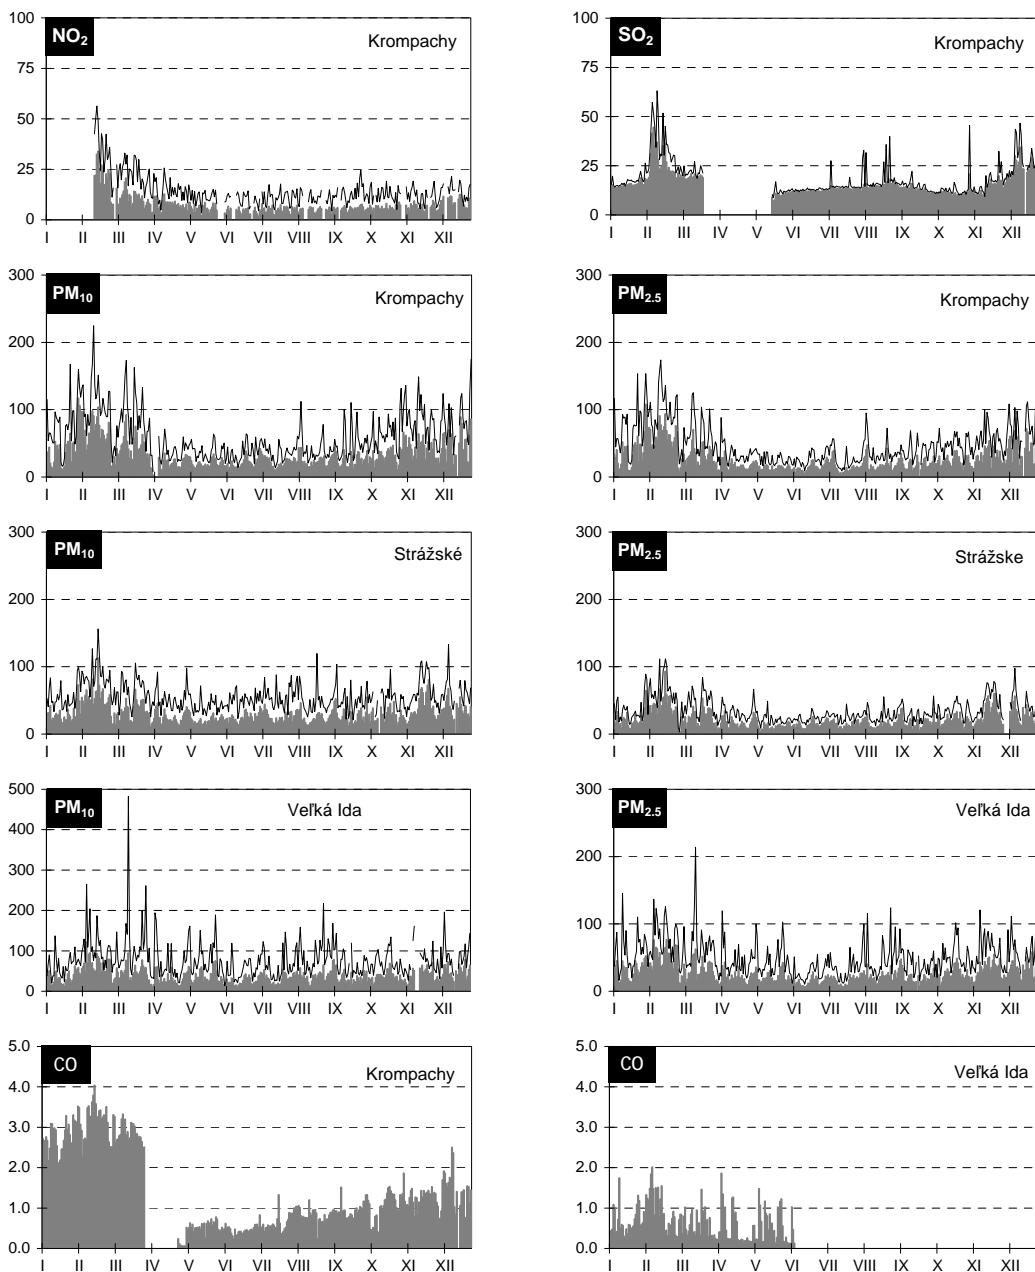 NO₂ Krompachy
100
75
50
25
0
I II III IV V VI VII VIII IX X XI XII
SO₂ Krompachy
100
75
50
25
0
I II III IV V VI VII VIII IX X XI XII
PM₁₀ Krompachy
300
200
100
0
I II III IV V VI VII VIII IX X XI XII
PM₂.₅ Krompachy
300
200
100
0
I II III IV V VI VII VIII IX X XI XII
PM₁₀ Strážské
300
200
100
0
I II III IV V VI VII VIII IX X XI XII
PM₂.₅ Strážske
300
200
100
0
I II III IV V VI VII VIII IX X XI XII
PM₁₀ Veľká Ida
500
400
300
200
100
0
I II III IV V VI VII VIII IX X XI XII
PM₂.₅ Veľká Ida
300
200
100
0
I II III IV V VI VII VIII IX X XI XII
CO Krompachy
5.0
4.0
3.0
2.0
1.0
0.0
I II III IV V VI VII VIII IX X XI XII
CO Veľká Ida
5.0
4.0
3.0
2.0
1.0
0.0
I II III IV V VI VII VIII IX X XI XII